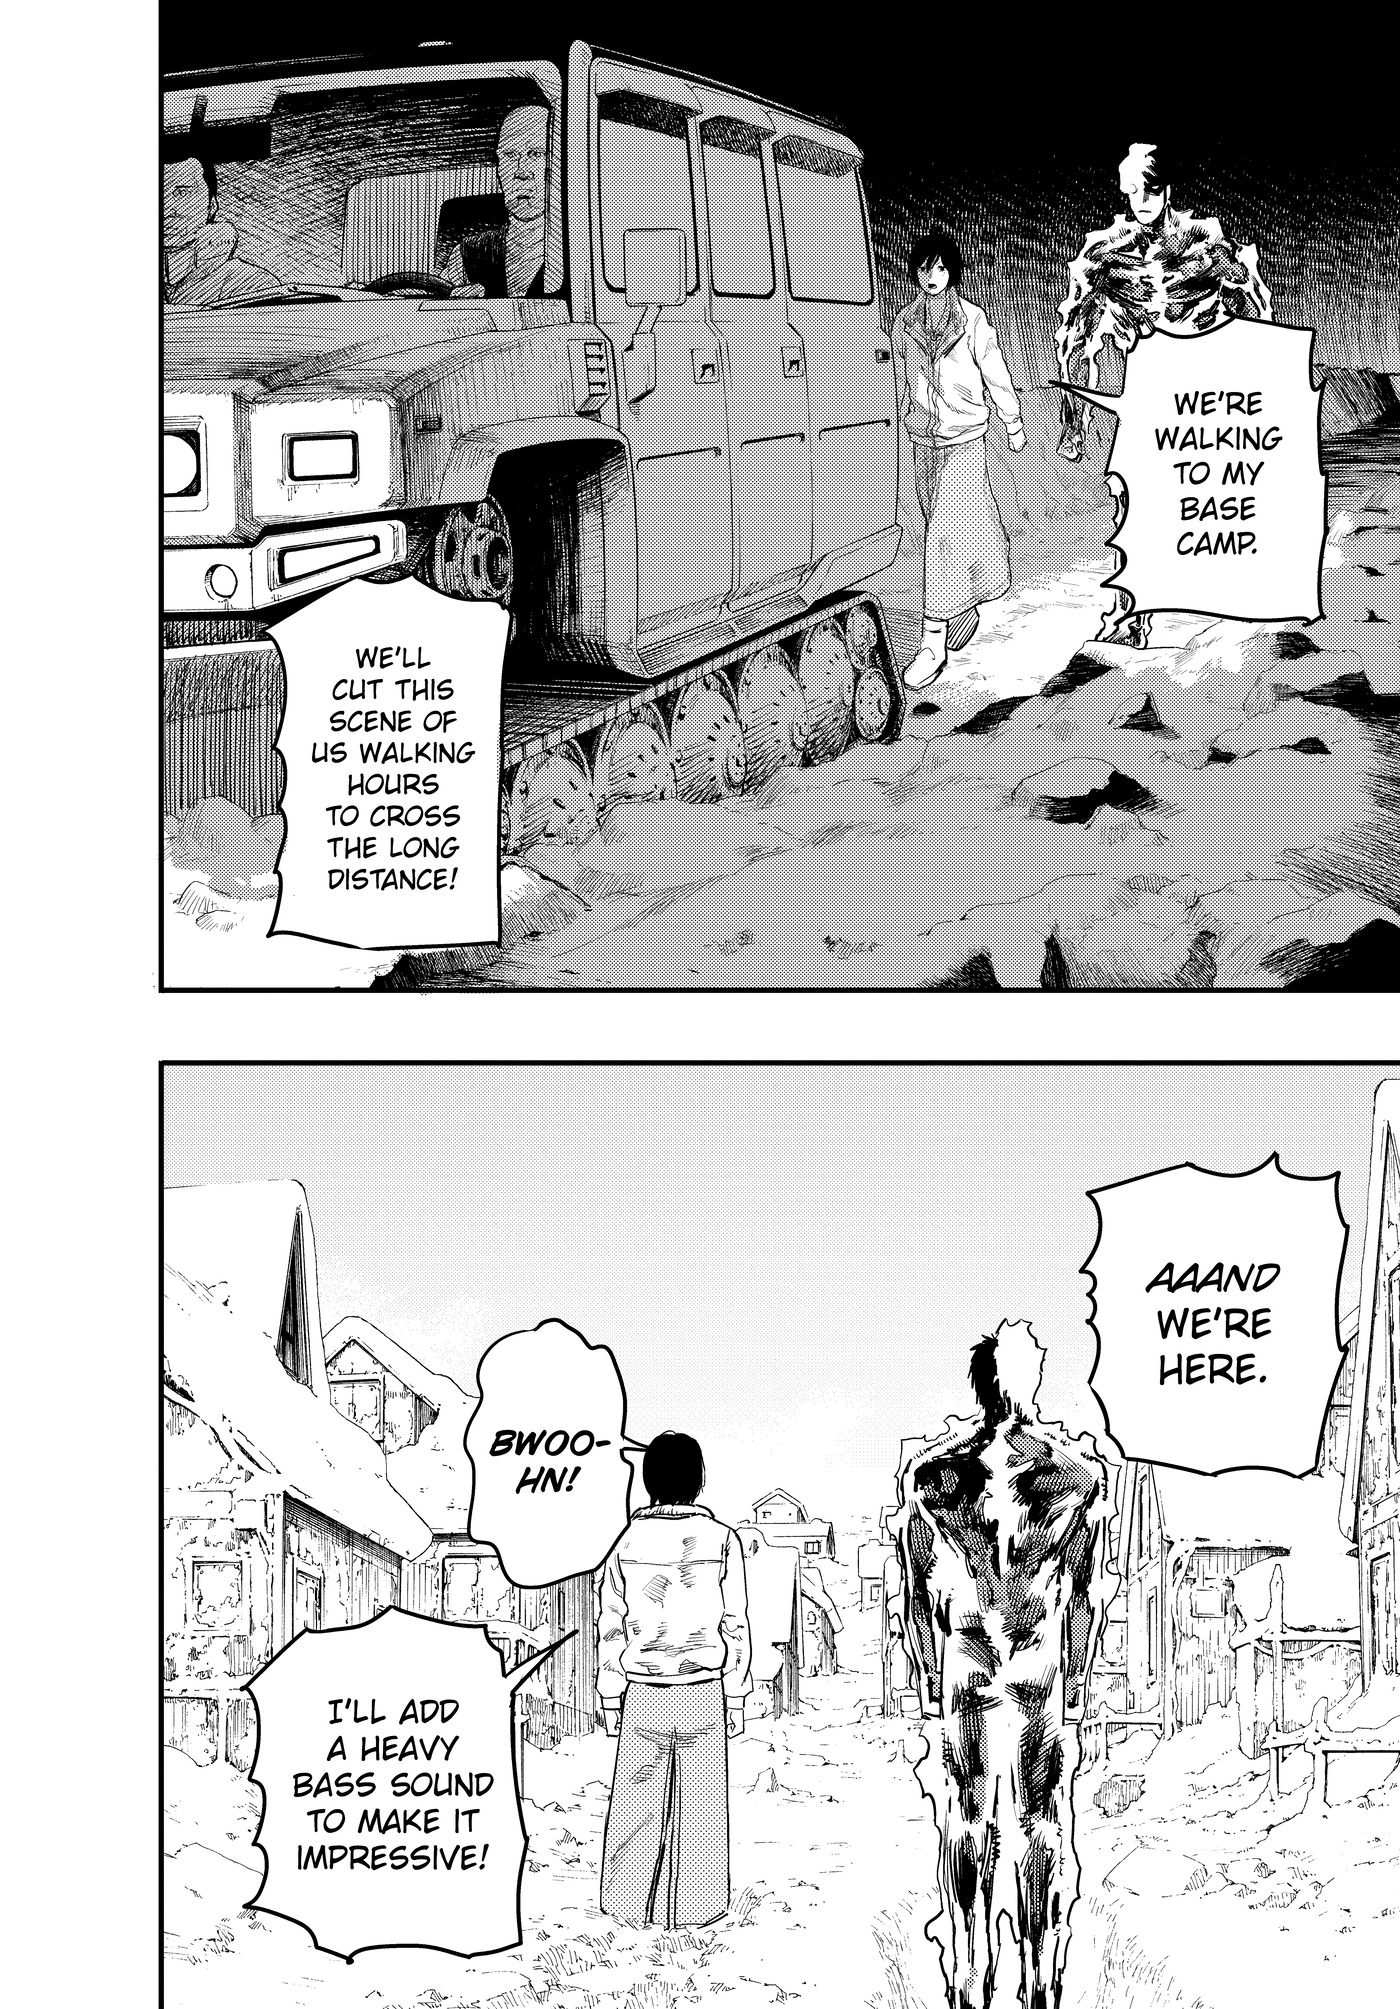 WE'RE
WALKING
TO MY
BASE
CAMP.
WE'LL
CUT THIS
SCENE OF
US WALKING
HOURS
TO CROSS
THE LONG
DISTANCE!
AAAND
WE'RE
HERE.
BWOO-
HN!
I'LL ADD
A HEAVY
BASS SOUND
TO MAKE IT
IMPRESSIVE!